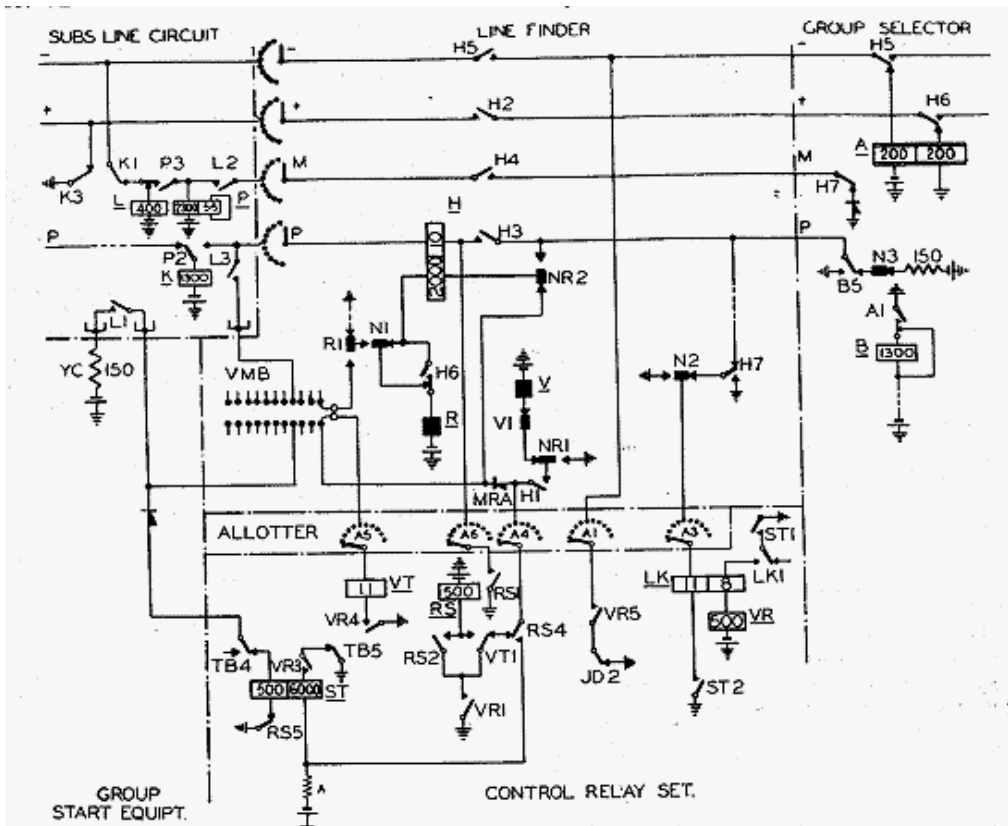 SUBS LINE CIRCUIT
LINE FINDER
GROUP SELECTOR
- - H5 - H5
+ + H2 + H6
K1 P3 L2 M H4 M A 200 200
K3 L 400 P H7
H
P P H3 P
P2 L3 NR2 N3 150
K 1300 B5
L1 R1 N1 A1
YC 150 VMB H6 V N2 H7 B 1300
R V1
NR1
MRA H1
ALLOTTER A5 A6 A4 A1 A3 ST1
11 VT 500 RS1 LK 11 8 LK1
RS VR5 VR
VR4 RS4 500
TB4 VR3 TB5 RS2 VT1 JD2
500 6000 ST ST2
RS5 VR1
A
GROUP
START EQUIPT.
CONTROL RELAY SET.